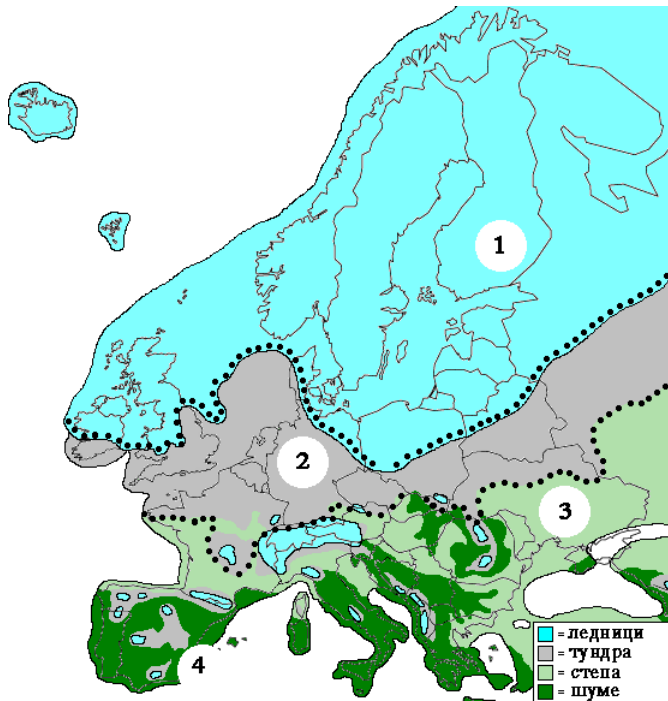 1
2
3
4
= ледници
= тундра
= степа
= шуме